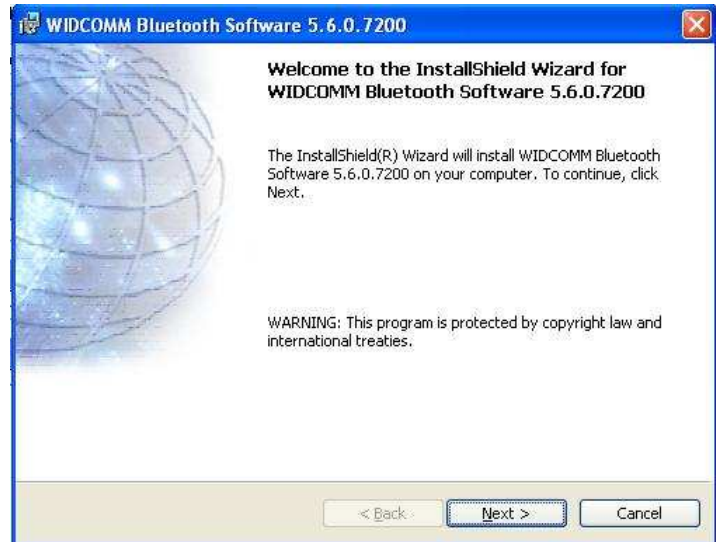 WIDCOMM Bluetooth Software 5.6.0.7200
Welcome to the InstallShield Wizard for
WIDCOMM Bluetooth Software 5.6.0.7200
The InstallShield(R) Wizard will install WIDCOMM Bluetooth
Software 5.6.0.7200 on your computer. To continue, click
Next.
WARNING: This program is protected by copyright law and
international treaties.
< Back
Next >
Cancel